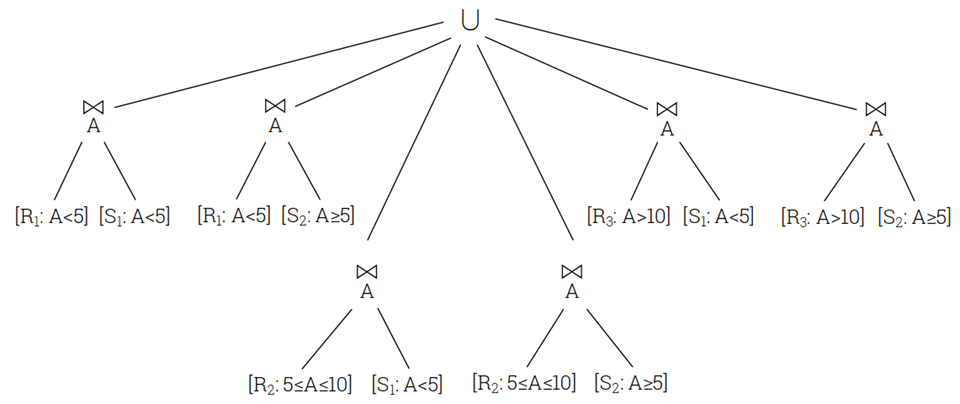 ∪
⋈ ⋈ ⋈ ⋈
A A A A
[R₁: A<5] [S₁: A<5] [R₁: A<5] [S₂: A≥5] [R₃: A>10] [S₁: A<5] [R₃: A>10] [S₂: A≥5]
⋈ ⋈
A A
[R₂: 5≤A≤10] [S₁: A<5] [R₂: 5≤A≤10] [S₂: A≥5]